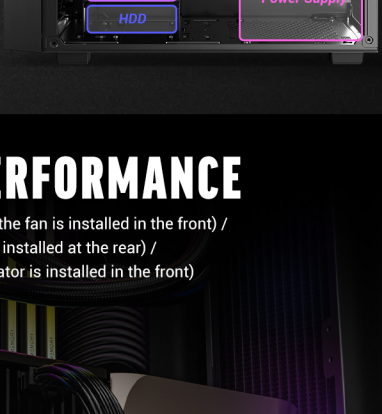 Power Supply
HDD
ERFORMANCE
the fan is installed in the front) /
installed at the rear) /
ator is installed in the front)